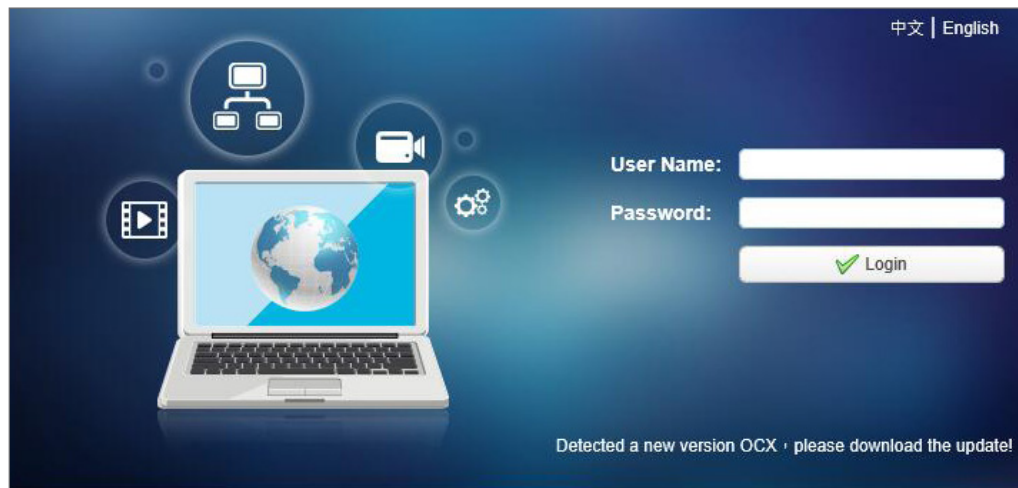 中文 | English
User Name:
Password:
Login
Detected a new version OCX，please download the update!